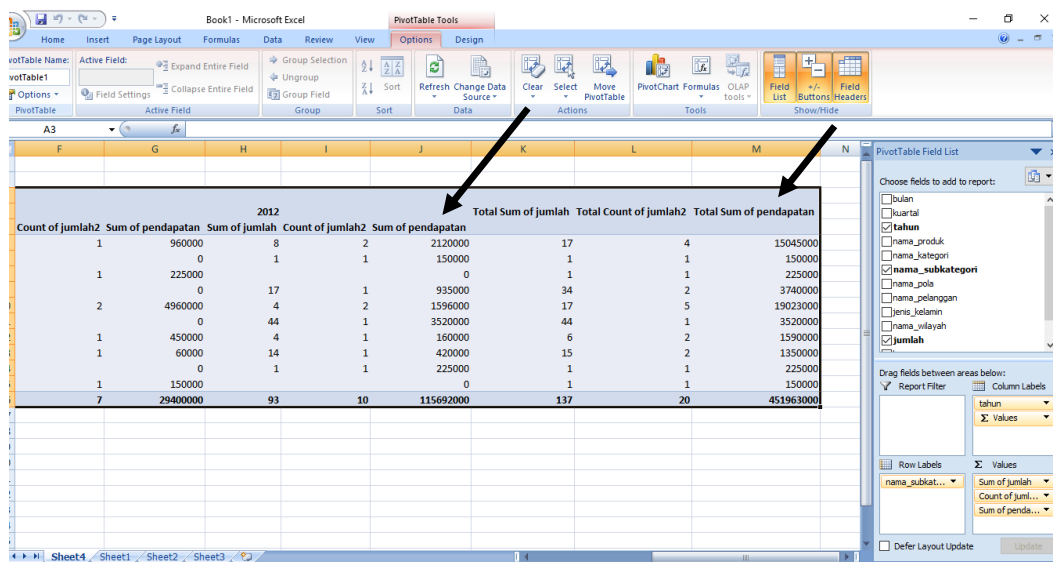 Book1 - Microsoft Excel PivotTable Tools
Home Insert Page Layout Formulas Data Review View Options Design
votTable Name: Active Field: Expand Entire Field Group Selection
votTable1 Ungroup Sort Refresh Change Data Source Clear Select Move PivotTable PivotChart Formulas OLAP tools Field List +/- Buttons Field Headers
Options Field Settings Collapse Entire Field Group Field
PivotTable Active Field Group Sort Data Actions Tools Show/Hide
A3 fx
F G H I J K L M N
2012 Total Sum of jumlah Total Count of jumlah2 Total Sum of pendapatan
Count of jumlah2 Sum of pendapatan Sum of jumlah Count of jumlah2 Sum of pendapatan
1 960000 8 2 2120000 17 4 15045000
0 1 1 150000 1 1 150000
1 225000 0 1 1 225000
0 17 1 935000 34 2 3740000
2 4960000 4 2 1596000 17 5 19023000
0 44 1 3520000 44 1 3520000
1 450000 4 1 160000 6 2 1590000
1 60000 14 1 420000 15 2 1350000
0 1 1 225000 1 1 225000
1 150000 0 1 1 150000
7 29400000 93 10 115692000 137 20 451963000
Sheet4 Sheet1 Sheet2 Sheet3
PivotTable Field List
Choose fields to add to report:
bulan
kuartal
tahun
nama_produk
nama_kategori
nama_subkategori
nama_pola
nama_pelanggan
jenis_kelamin
nama_wilayah
jumlah
Drag fields between areas below:
Report Filter Column Labels
tahun
Σ Values
Row Labels Σ Values
nama_subkat... Sum of jumlah
Count of juml...
Sum of penda...
Defer Layout Update Update